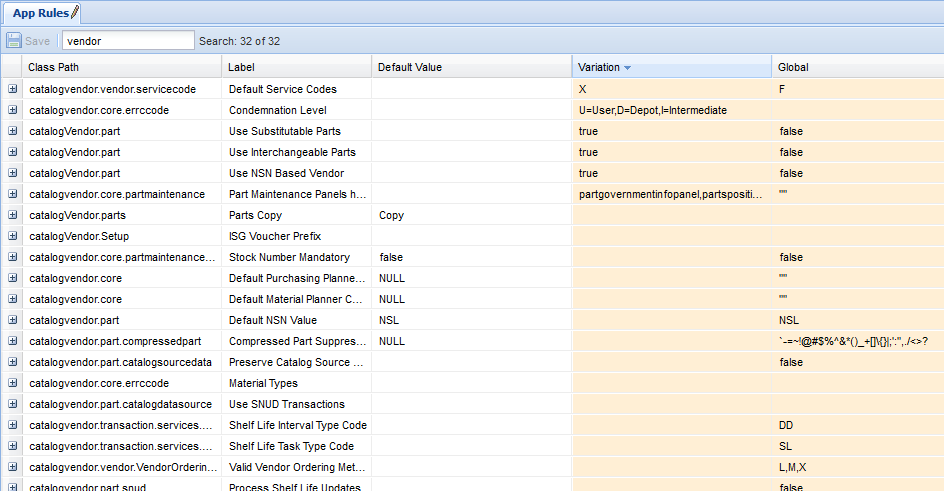 App Rules
Save vendor Search: 32 of 32
Class Path Label Default Value Variation Global
catalogvendor.vendor.servicecode Default Service Codes X F
catalogvendor.core.errccode Condemnation Level U=User,D=Depot,I=Intermediate
catalogVendor.part Use Substitutable Parts true false
catalogVendor.part Use Interchangeable Parts true false
catalogVendor.part Use NSN Based Vendor true false
catalogvendor.core.partmaintenance Part Maintenance Panels h... partgovernmentinfopanel,partspositi... ""
catalogVendor.parts Parts Copy Copy
catalogVendor.Setup ISG Voucher Prefix
catalogvendor.core.partmaintenance... Stock Number Mandatory false false
catalogvendor.core Default Purchasing Planne... NULL ""
catalogvendor.core Default Material Planner C... NULL ""
catalogvendor.part Default NSN Value NSL NSL
catalogvendor.part.compressedpart Compressed Part Suppres... NULL `-=~!@#$%^&*()_+[]\{}|;':",./<>?
catalogvendor.part.catalogsourcedata Preserve Catalog Source ... false
catalogvendor.core.errccode Material Types
catalogvendor.part.catalogdatasource Use SNUD Transactions
catalogvendor.transaction.services.... Shelf Life Interval Type Code DD
catalogvendor.transaction.services.... Shelf Life Task Type Code SL
catalogvendor.vendor.VendorOrderin... Valid Vendor Ordering Met... L,M,X
catalogvendor.part.snud Process Shelf Life Updates false